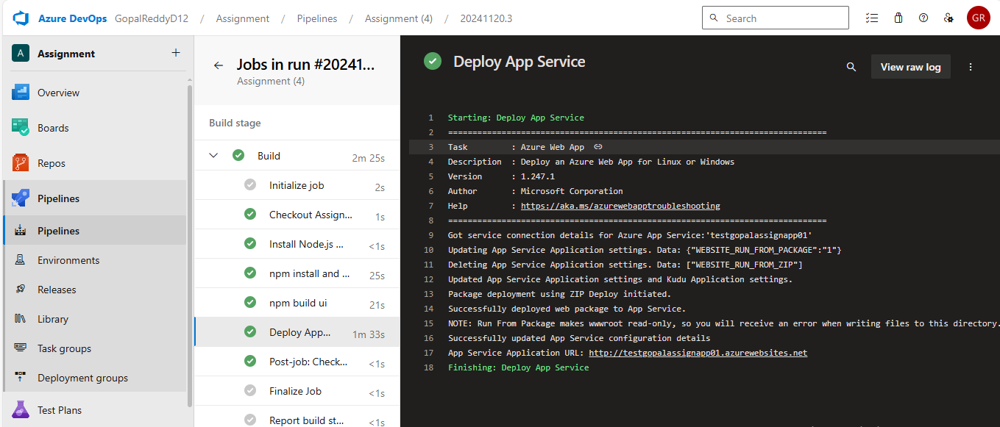 Azure DevOps GopalReddyD12 / Assignment / Pipelines / Assignment (4) / 20241120.3
Search
GR
A Assignment +
Overview
Boards
Repos
Pipelines
Pipelines
Environments
Releases
Library
Task groups
Deployment groups
Test Plans
Jobs in run #20241...
Assignment (4)
Build stage
Build 2m 25s
Initialize job 2s
Checkout Assign... 1s
Install Node.js ... <1s
npm install and ... 25s
npm build ui 21s
Deploy App... 1m 33s
Post-job: Check... <1s
Finalize Job <1s
Report build st... <1s
Deploy App Service
View raw log
1 Starting: Deploy App Service
2 ==============================================================================
3 Task : Azure Web App
4 Description : Deploy an Azure Web App for Linux or Windows
5 Version : 1.247.1
6 Author : Microsoft Corporation
7 Help : https://aka.ms/azurewebapptroubleshooting
8 ==============================================================================
9 Got service connection details for Azure App Service:'testgopalassignapp01'
10 Updating App Service Application settings. Data: {"WEBSITE_RUN_FROM_PACKAGE":"1"}
11 Deleting App Service Application settings. Data: ["WEBSITE_RUN_FROM_ZIP"]
12 Updated App Service Application settings and Kudu Application settings.
13 Package deployment using ZIP Deploy initiated.
14 Successfully deployed web package to App Service.
15 NOTE: Run From Package makes wwwroot read-only, so you will receive an error when writing files to this directory.
16 Successfully updated App Service configuration details
17 App Service Application URL: http://testgopalassignapp01.azurewebsites.net
18 Finishing: Deploy App Service